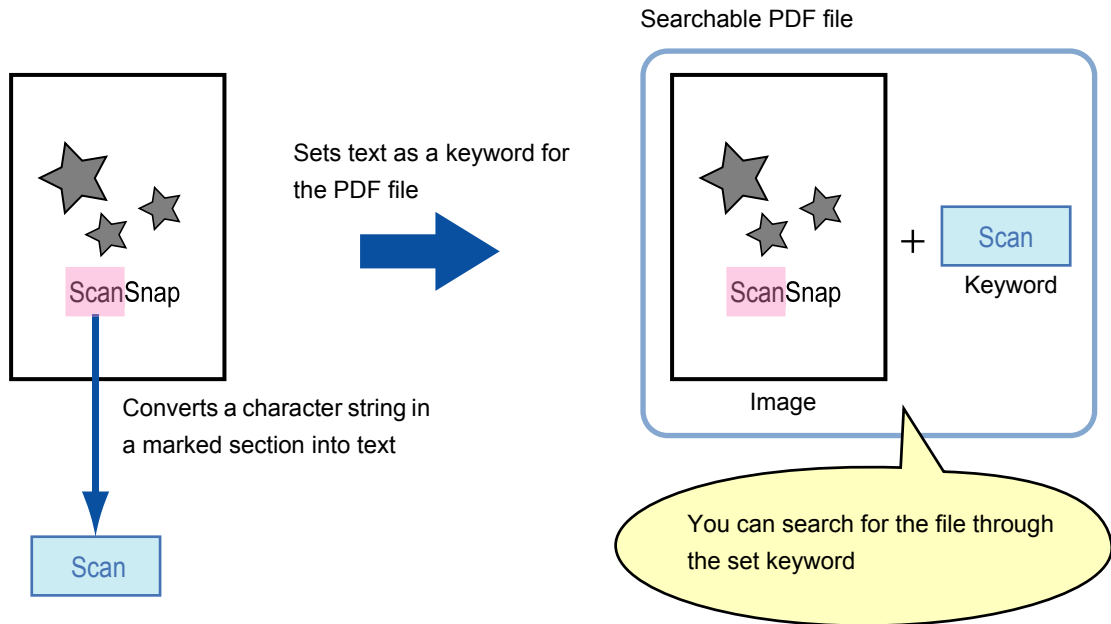 Searchable PDF file
Sets text as a keyword for
the PDF file
ScanSnap
Converts a character string in
a marked section into text
Scan
ScanSnap
Image
+
Scan
Keyword
You can search for the file through
the set keyword